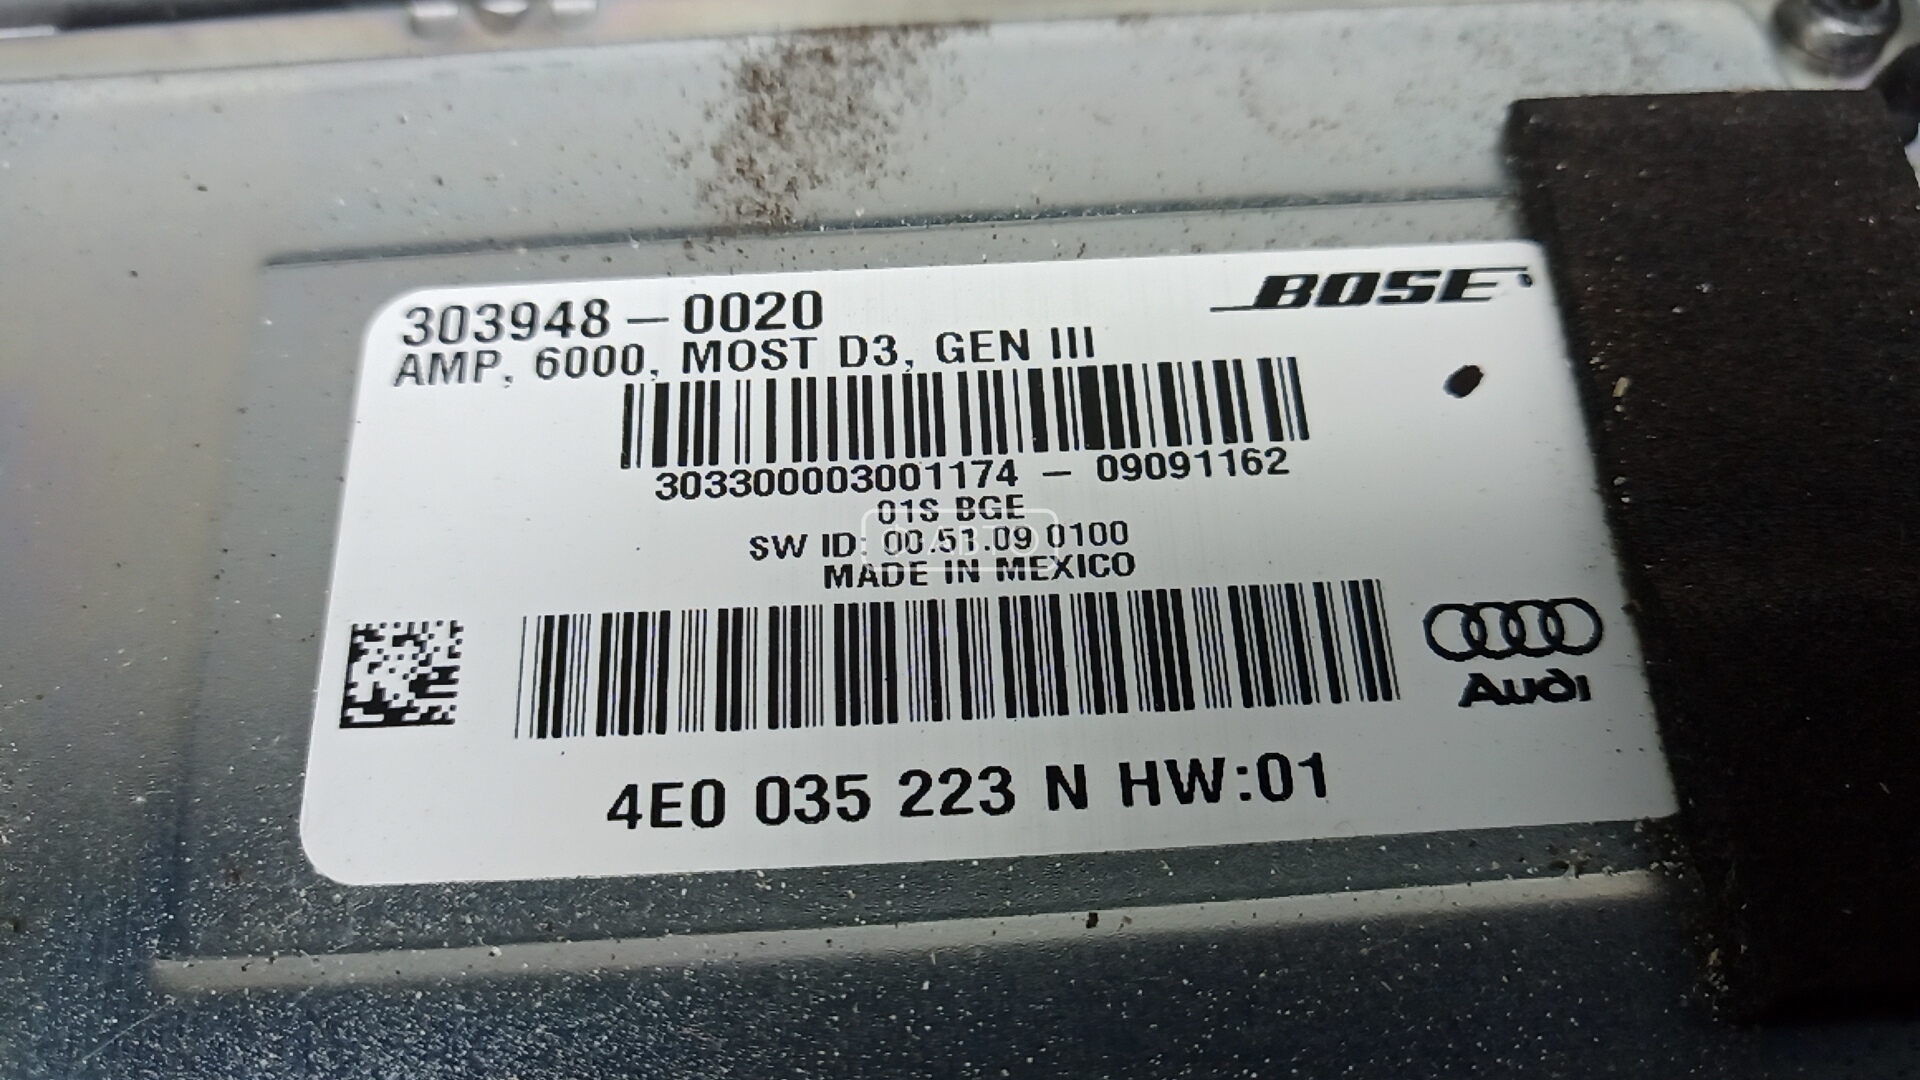 BOSE
303948-0020
AMP, 6000, MOST D3, GEN III
303300003001174 - 09091162
01S BGE
SW ID: 00.51.09 0100
MADE IN MEXICO
Audi
4E0 035 223 N HW:01